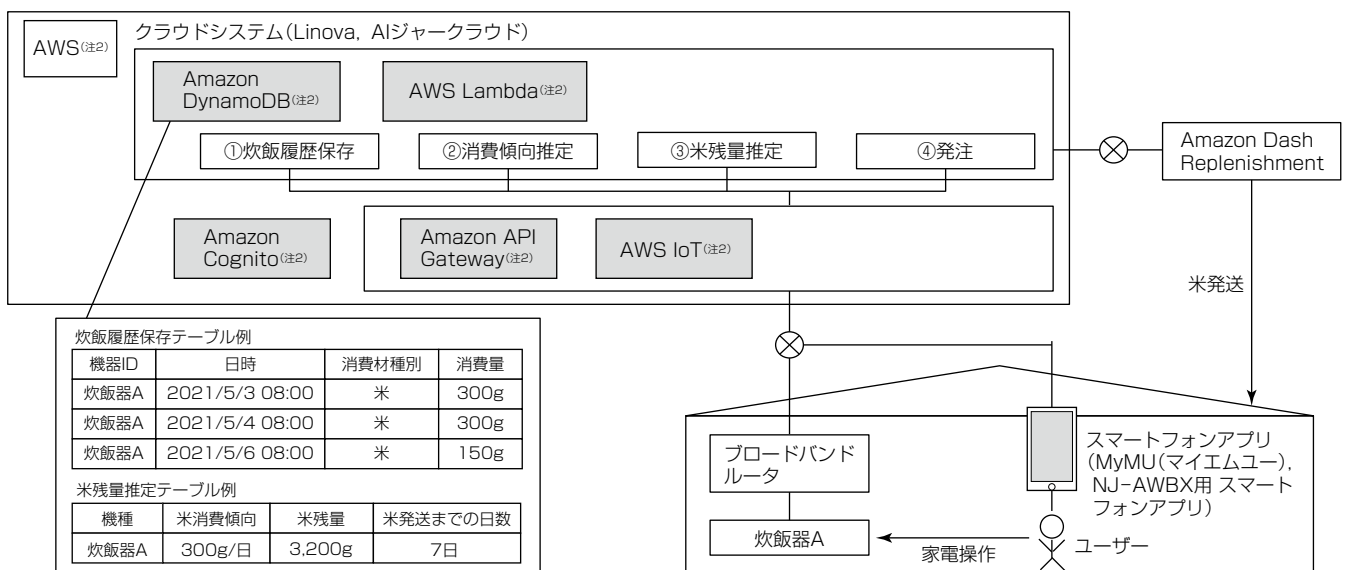 AWS(注2)
クラウドシステム(Linova, AIジャークラウド)
Amazon
DynamoDB(注2)
AWS Lambda(注2)
①炊飯履歴保存
②消費傾向推定
③米残量推定
④発注
Amazon Dash
Replenishment
Amazon
Cognito(注2)
Amazon API
Gateway(注2)
AWS IoT(注2)
米発送
炊飯履歴保存テーブル例
機器ID 日時 消費材種別 消費量
炊飯器A 2021/5/3 08:00 米 300g
炊飯器A 2021/5/4 08:00 米 300g
炊飯器A 2021/5/6 08:00 米 150g
米残量推定テーブル例
機種 米消費傾向 米残量 米発送までの日数
炊飯器A 300g/日 3,200g 7日
ブロードバンド
ルータ
炊飯器A
スマートフォンアプリ
(MyMU(マイエムユー),
NJ-AWBX用 スマート
フォンアプリ)
家電操作
ユーザー